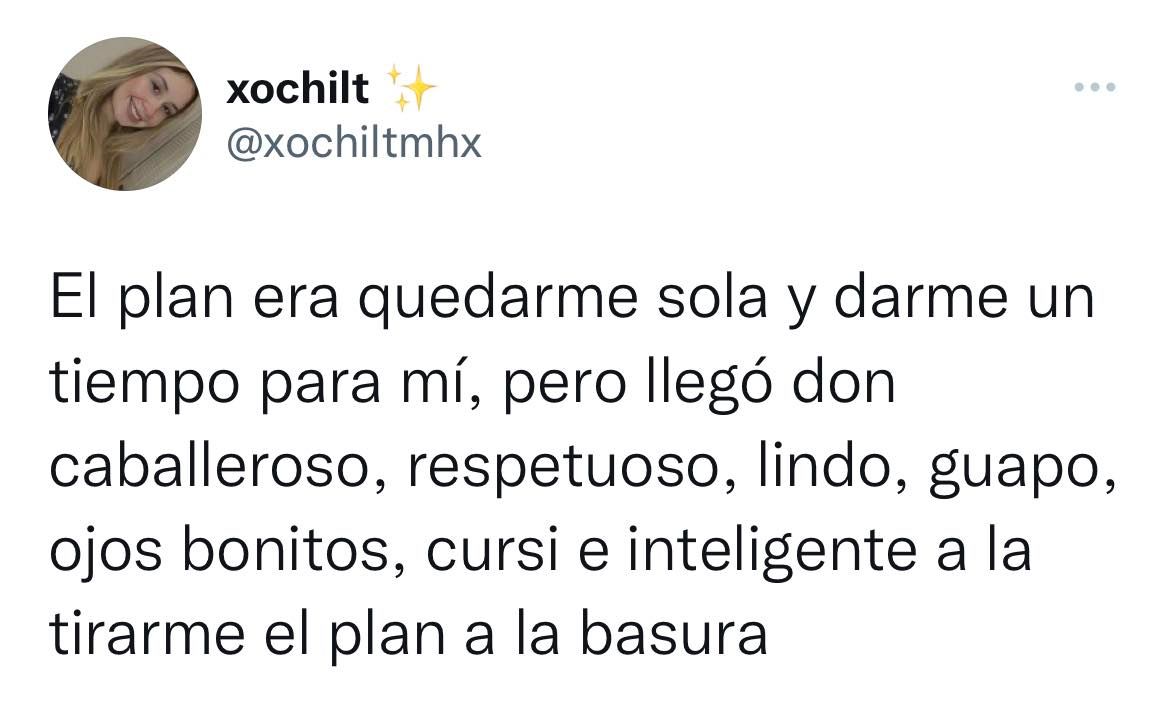 xochilt ✨
@xochiltmhx
El plan era quedarme sola y darme un
tiempo para mí, pero llegó don
caballeroso, respetuoso, lindo, guapo,
ojos bonitos, cursi e inteligente a la
tirarme el plan a la basura